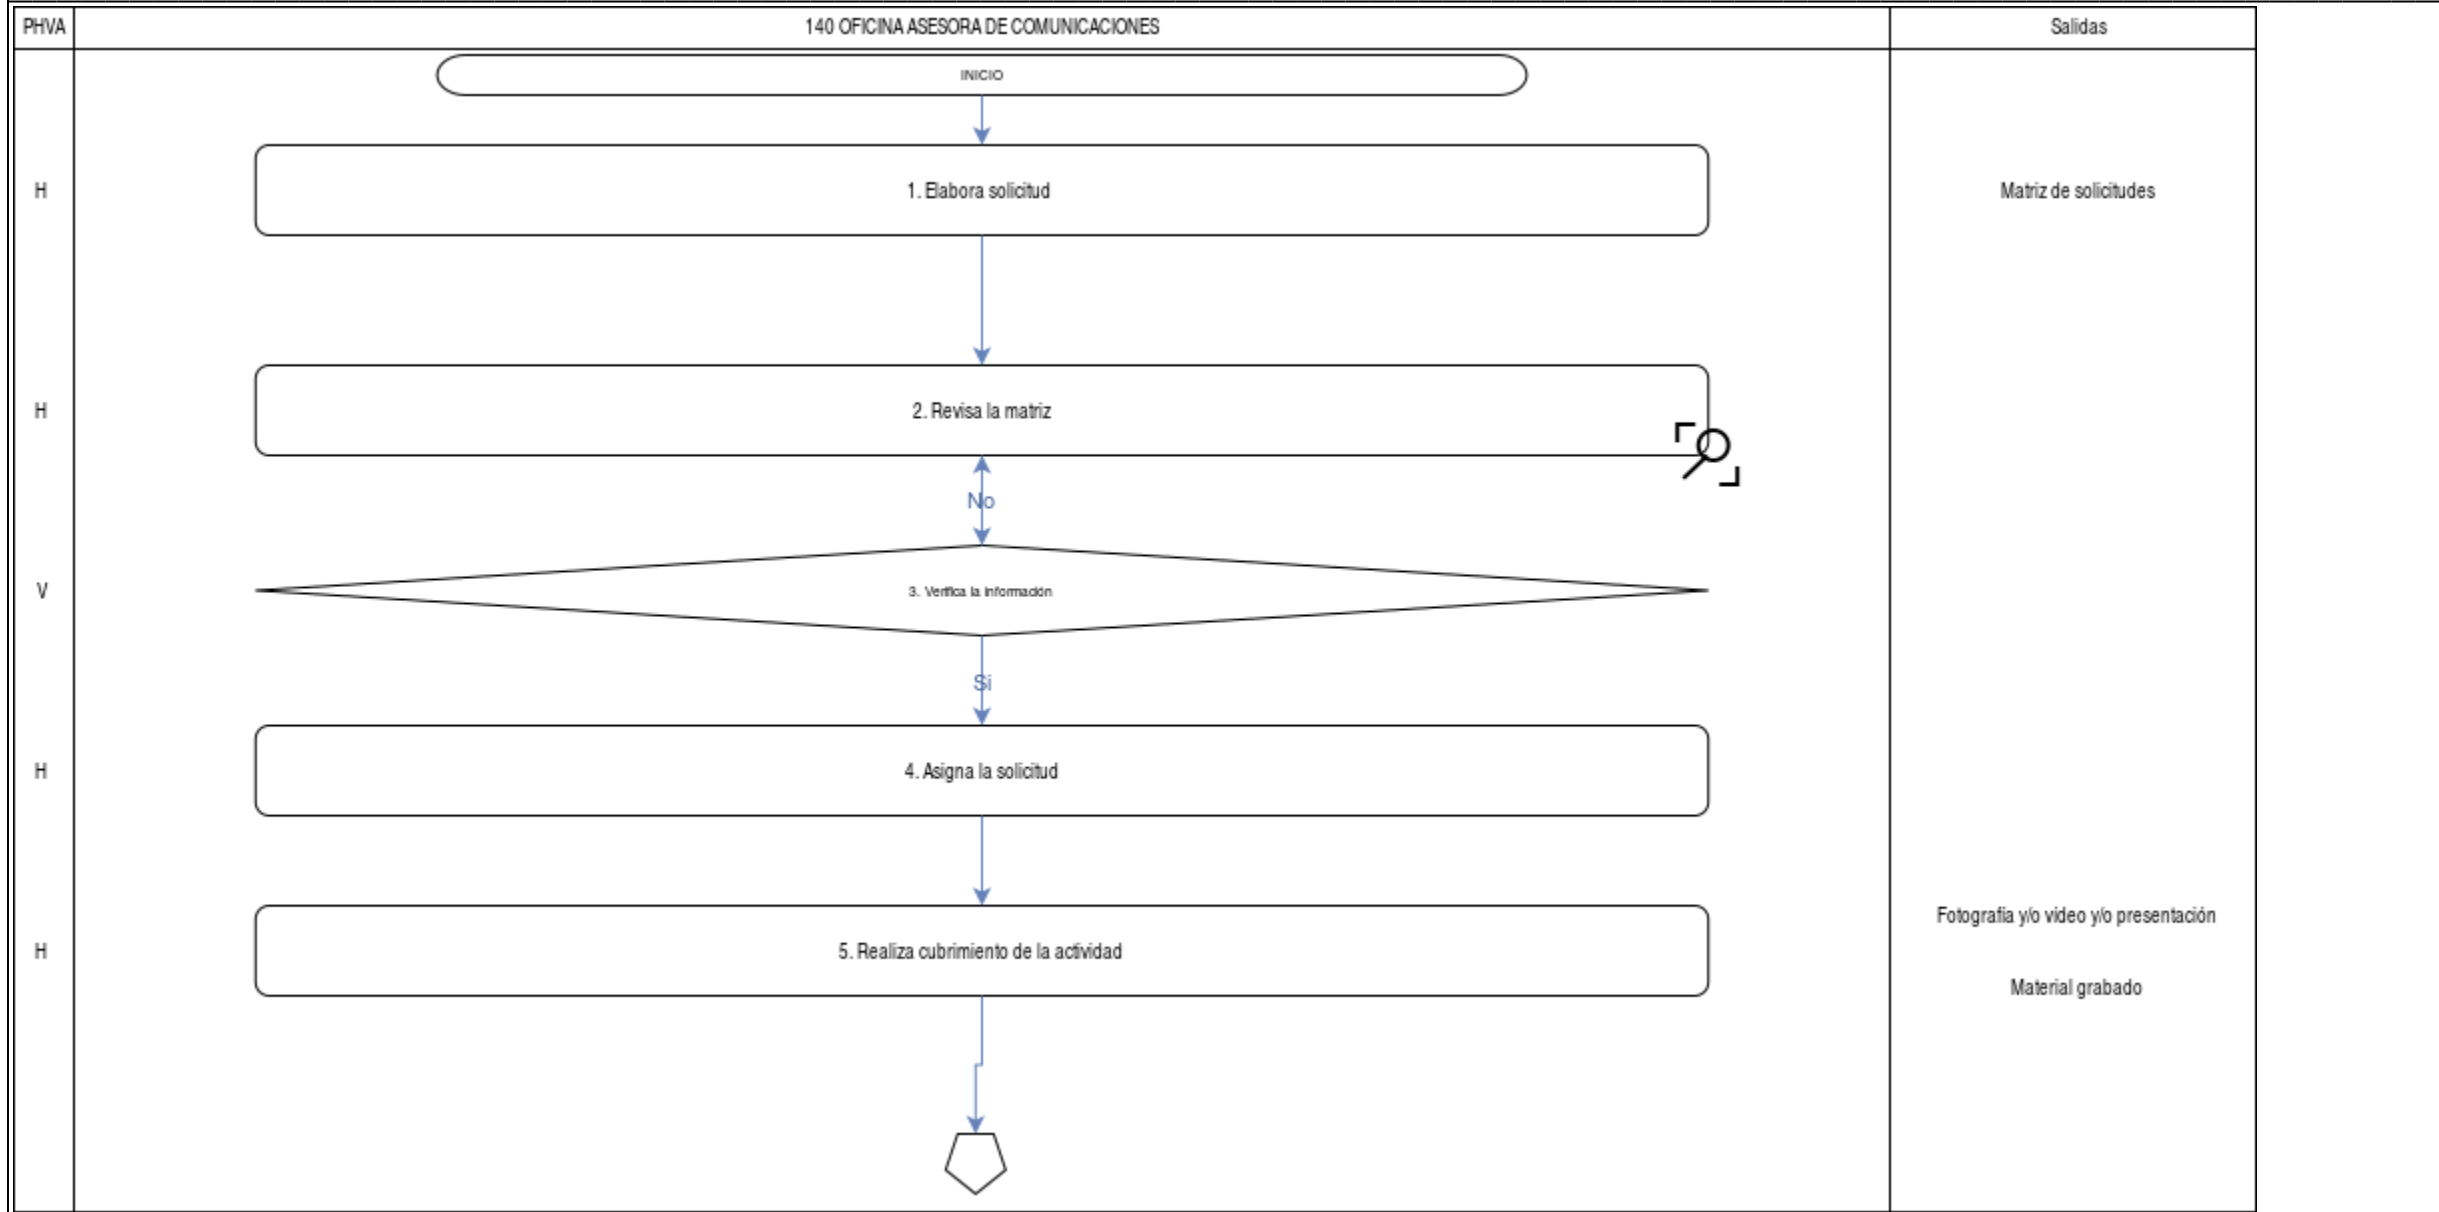 PHVA
140 OFICINA ASESORA DE COMUNICACIONES
Salidas
INICIO
H
1. Elabora solicitud
Matriz de solicitudes
H
2. Revisa la matriz
No
V
3. Verifica la información
Si
H
4. Asigna la solicitud
H
5. Realiza cubrimiento de la actividad
Fotografía y/o video y/o presentación
Material grabado